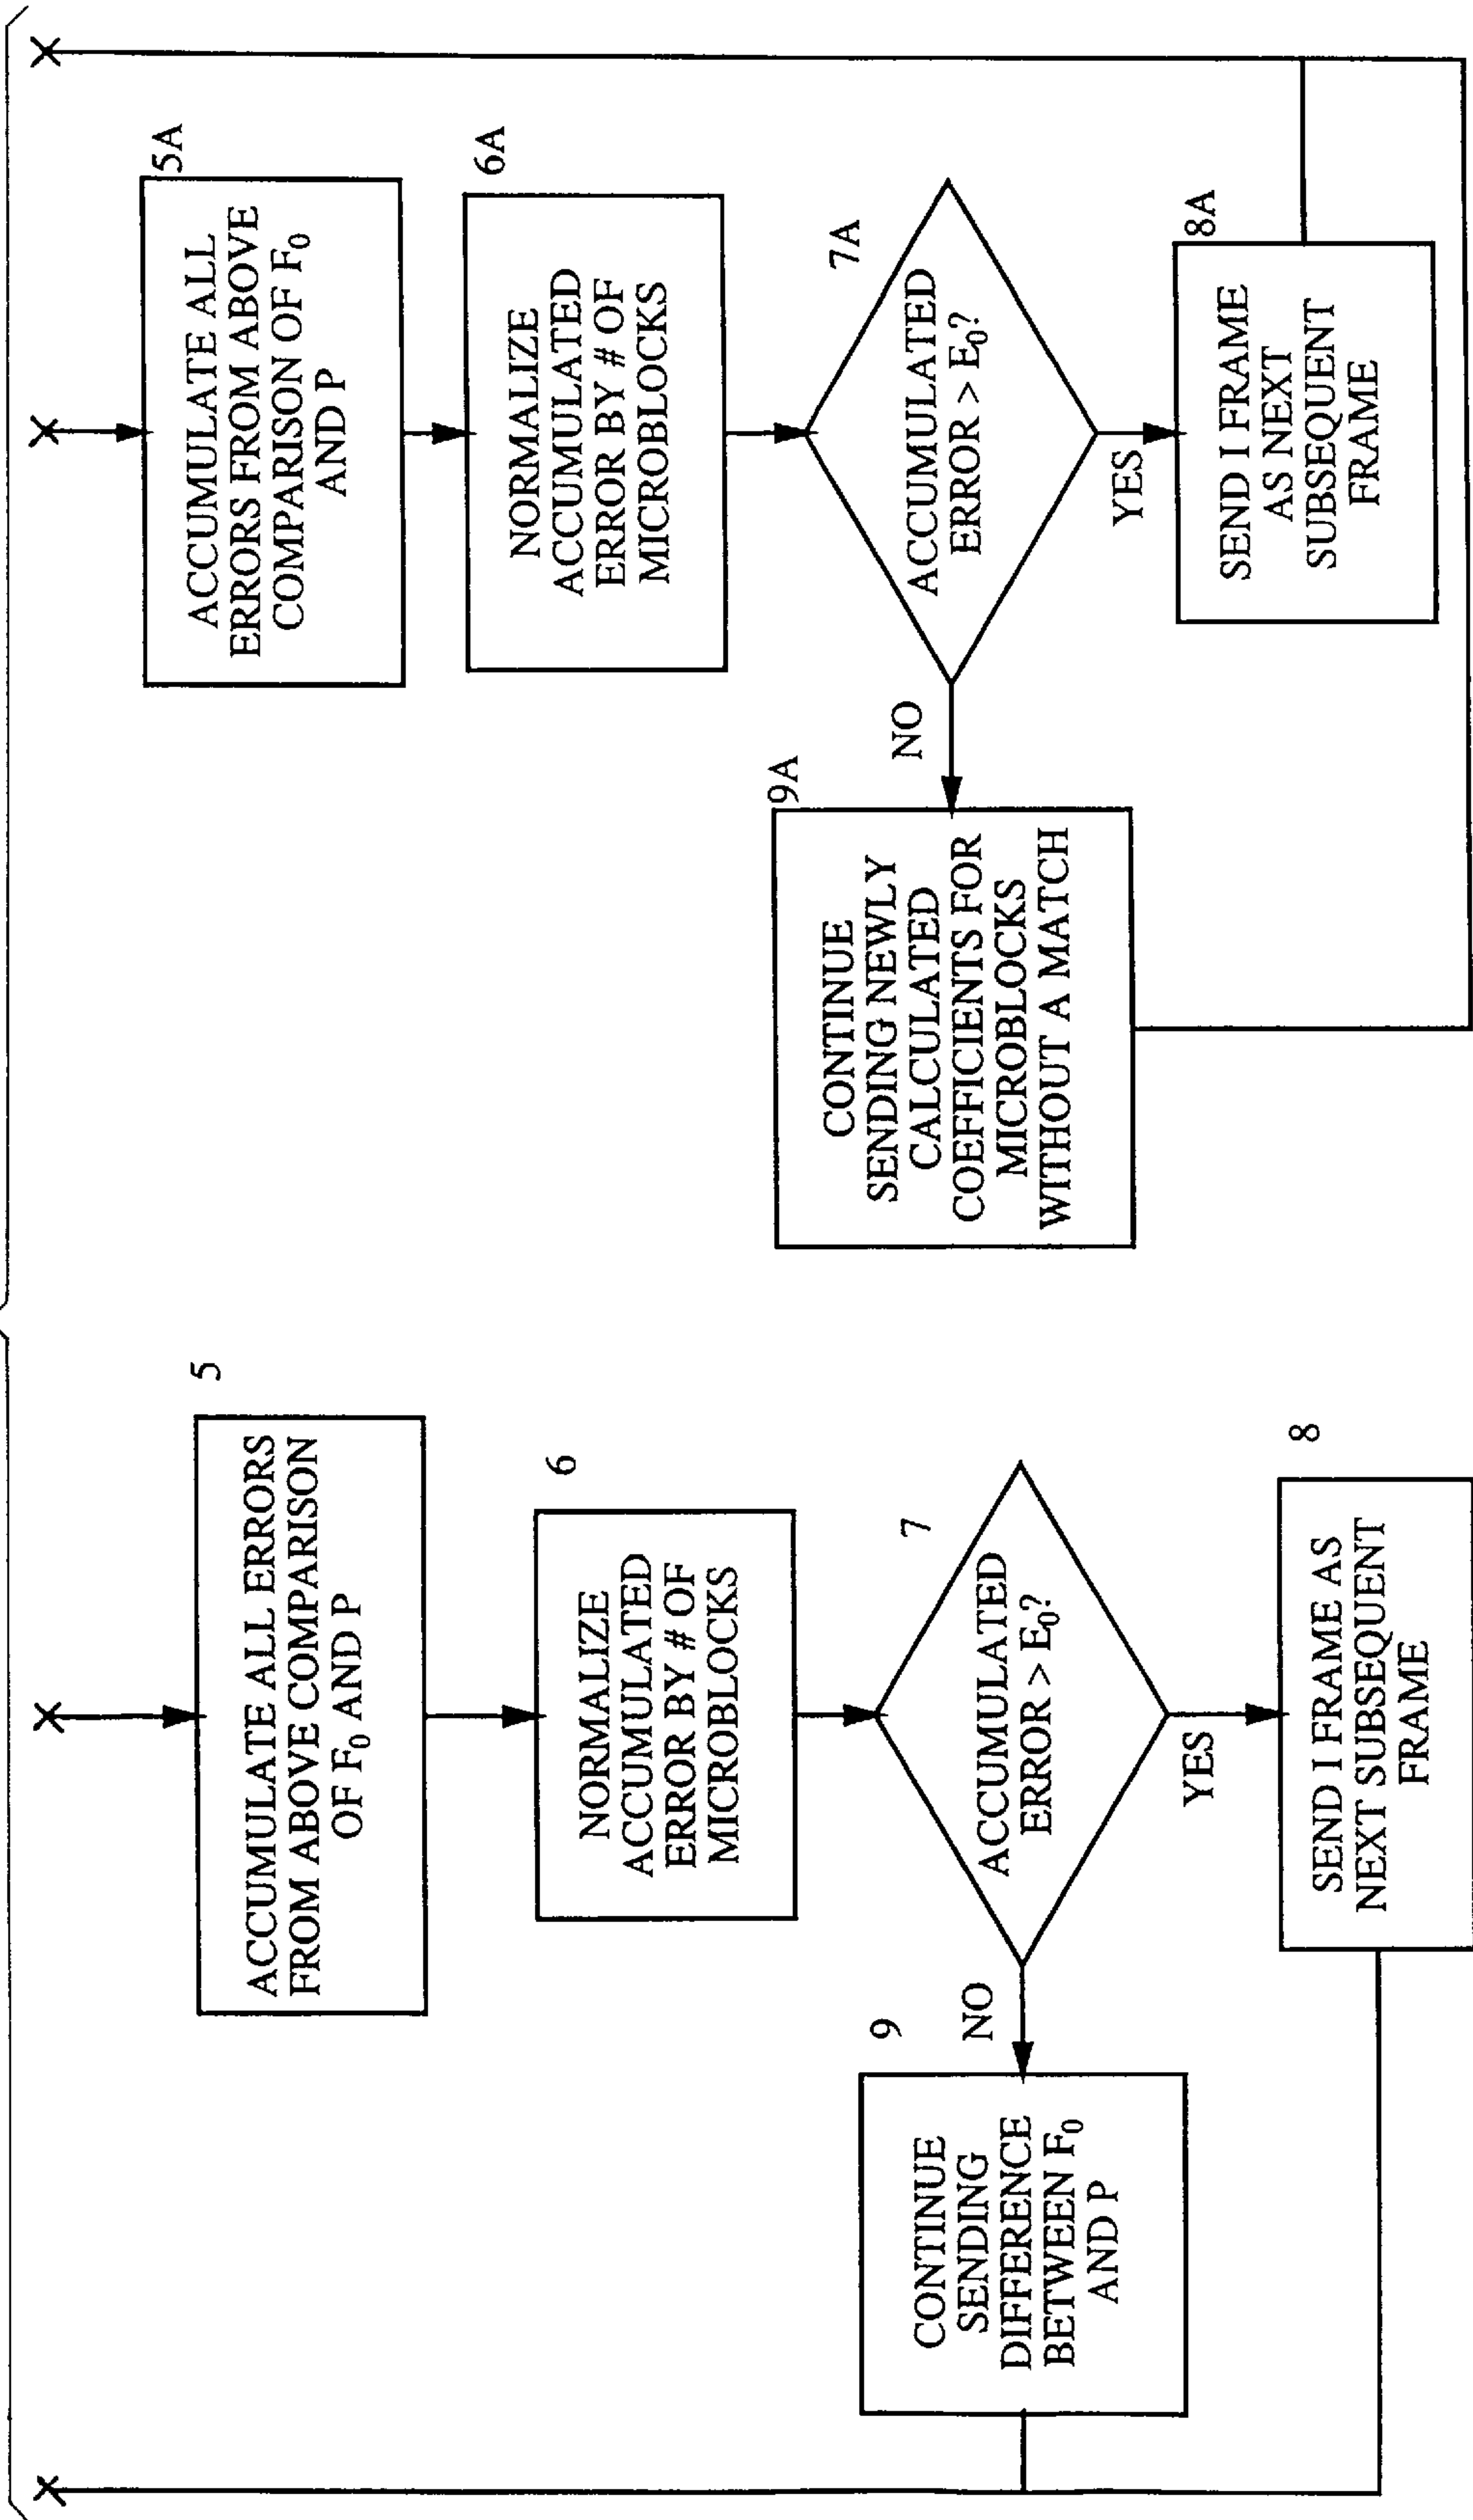 5
ACCUMULATE ALL ERRORS
FROM ABOVE COMPARISON
OF F0 AND P
6
NORMALIZE
ACCUMULATED
ERROR BY # OF
MICROBLOCKS
7
ACCUMULATED
ERROR > E0?
NO
YES
9
CONTINUE
SENDING
DIFFERENCE
BETWEEN F0
AND P
8
SEND I FRAME AS
NEXT SUBSEQUENT
FRAME
5A
ACCUMULATE ALL
ERRORS FROM ABOVE
COMPARISON OF F0
AND P
6A
NORMALIZE
ACCUMULATED
ERROR BY # OF
MICROBLOCKS
7A
ACCUMULATED
ERROR > E0?
NO
YES
9A
CONTINUE
SENDING NEWLY
CALCULATED
COEFFICIENTS FOR
MICROBLOCKS
WITHOUT A MATCH
8A
SEND I FRAME
AS NEXT
SUBSEQUENT
FRAME